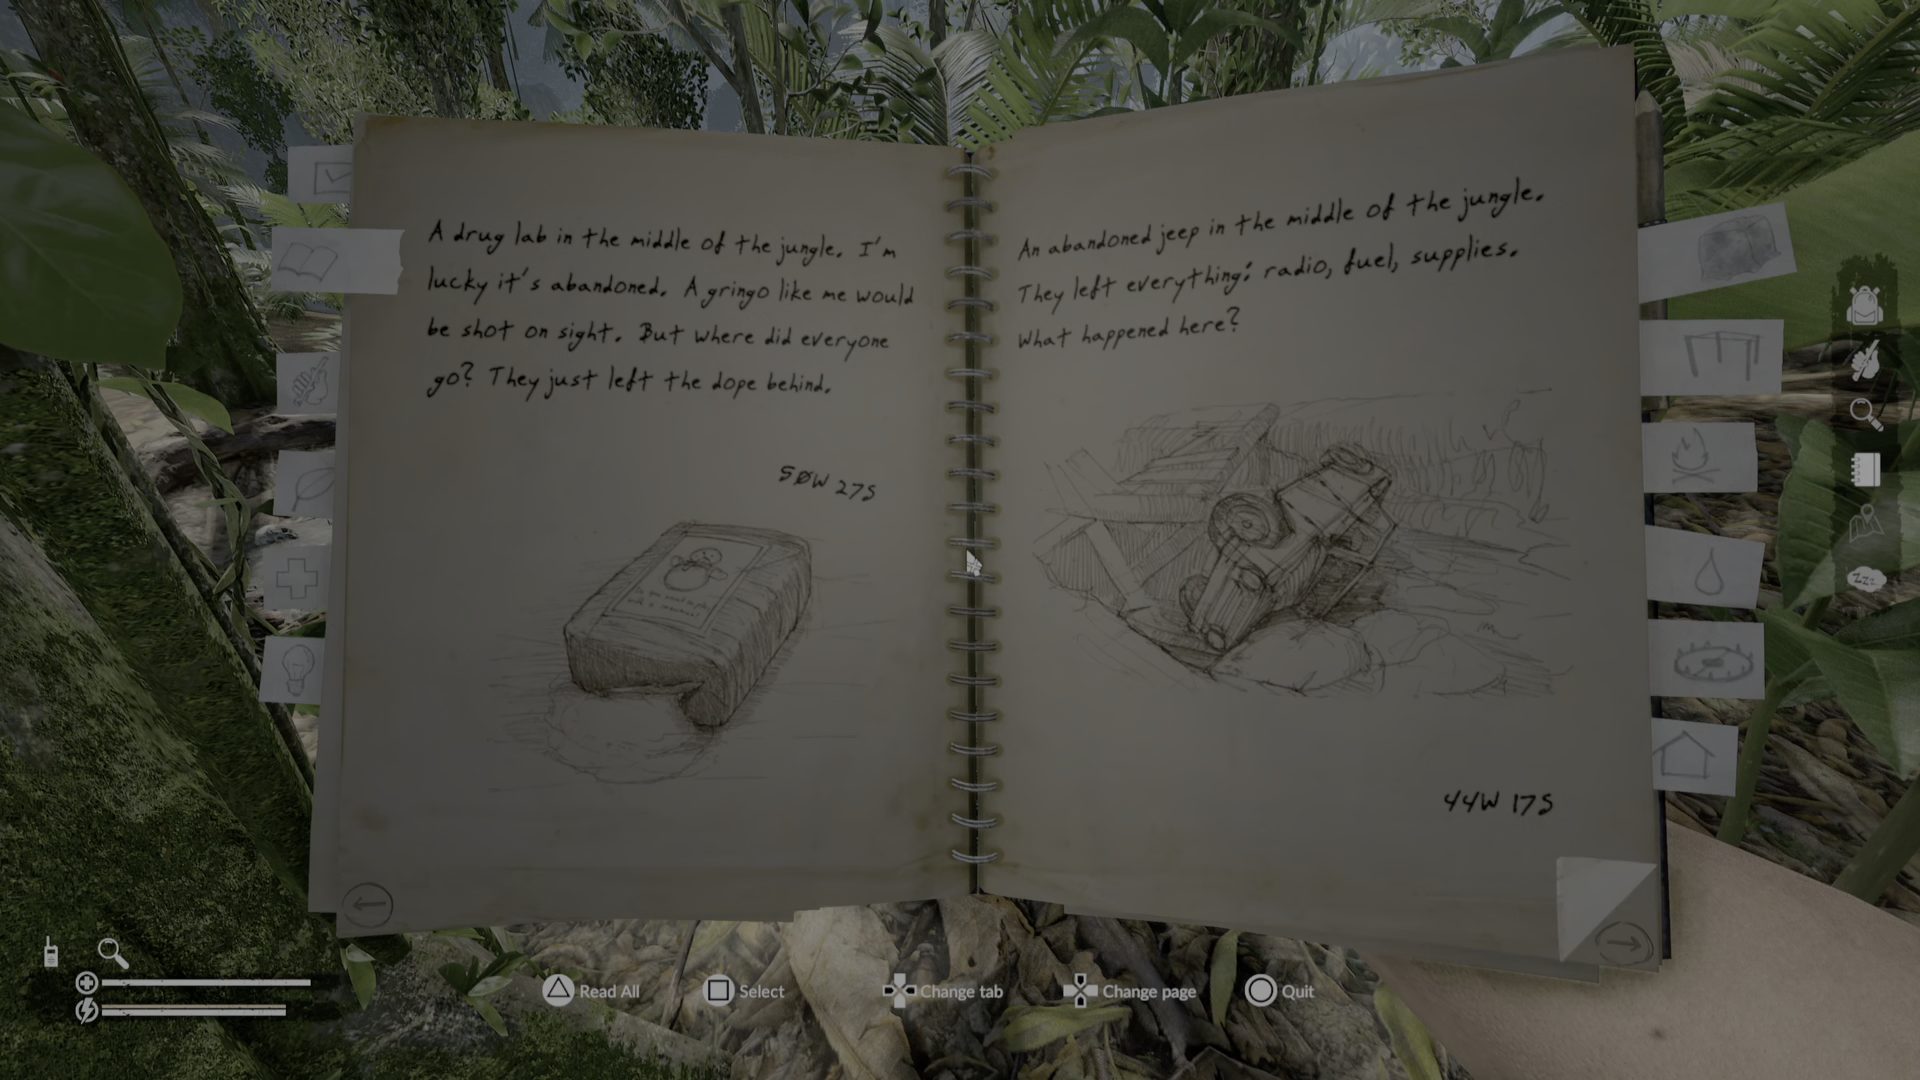 A drug lab in the middle of the jungle. I'm
lucky it's abandoned. A gringo like me would
be shot on sight. But where did everyone
go? They just left the dope behind.
50W 27S
An abandoned jeep in the middle of the jungle.
They left everything: radio, fuel, supplies.
What happened here?
44W 17S
zzz
Read All
Select
Change tab
Change page
Quit